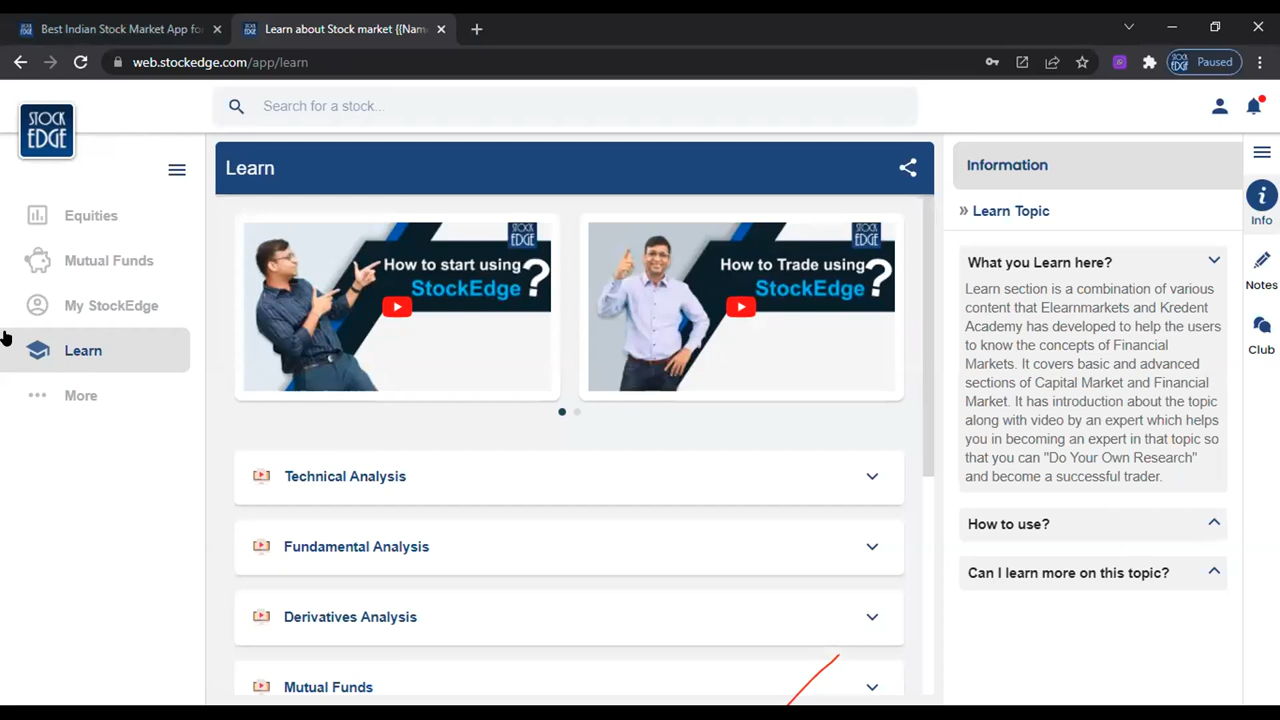 Best Indian Stock Market App fo
Learn about Stock market {{Nam
web.stockedge.com/app/learn
STOCK EDGE
Paused
STOCK
EDGE
Search for a stock...
Equities
Mutual Funds
My StockEdge
Learn
More
Learn
STOCK
EDGE
How to start using
StockEdge ?
STOCK
EDGE
How to Trade using
StockEdge ?
Technical Analysis
Fundamental Analysis
Derivatives Analysis
Mutual Funds
Information
» Learn Topic
What you Learn here?
Learn section is a combination of various
content that Elearnmarkets and Kredent
Academy has developed to help the users
to know the concepts of Financial
Markets. It covers basic and advanced
sections of Capital Market and Financial
Market. It has introduction about the topic
along with video by an expert which helps
you in becoming an expert in that topic so
that you can "Do Your Own Research"
and become a successful trader.
How to use?
Can I learn more on this topic?
Info
Notes
Club